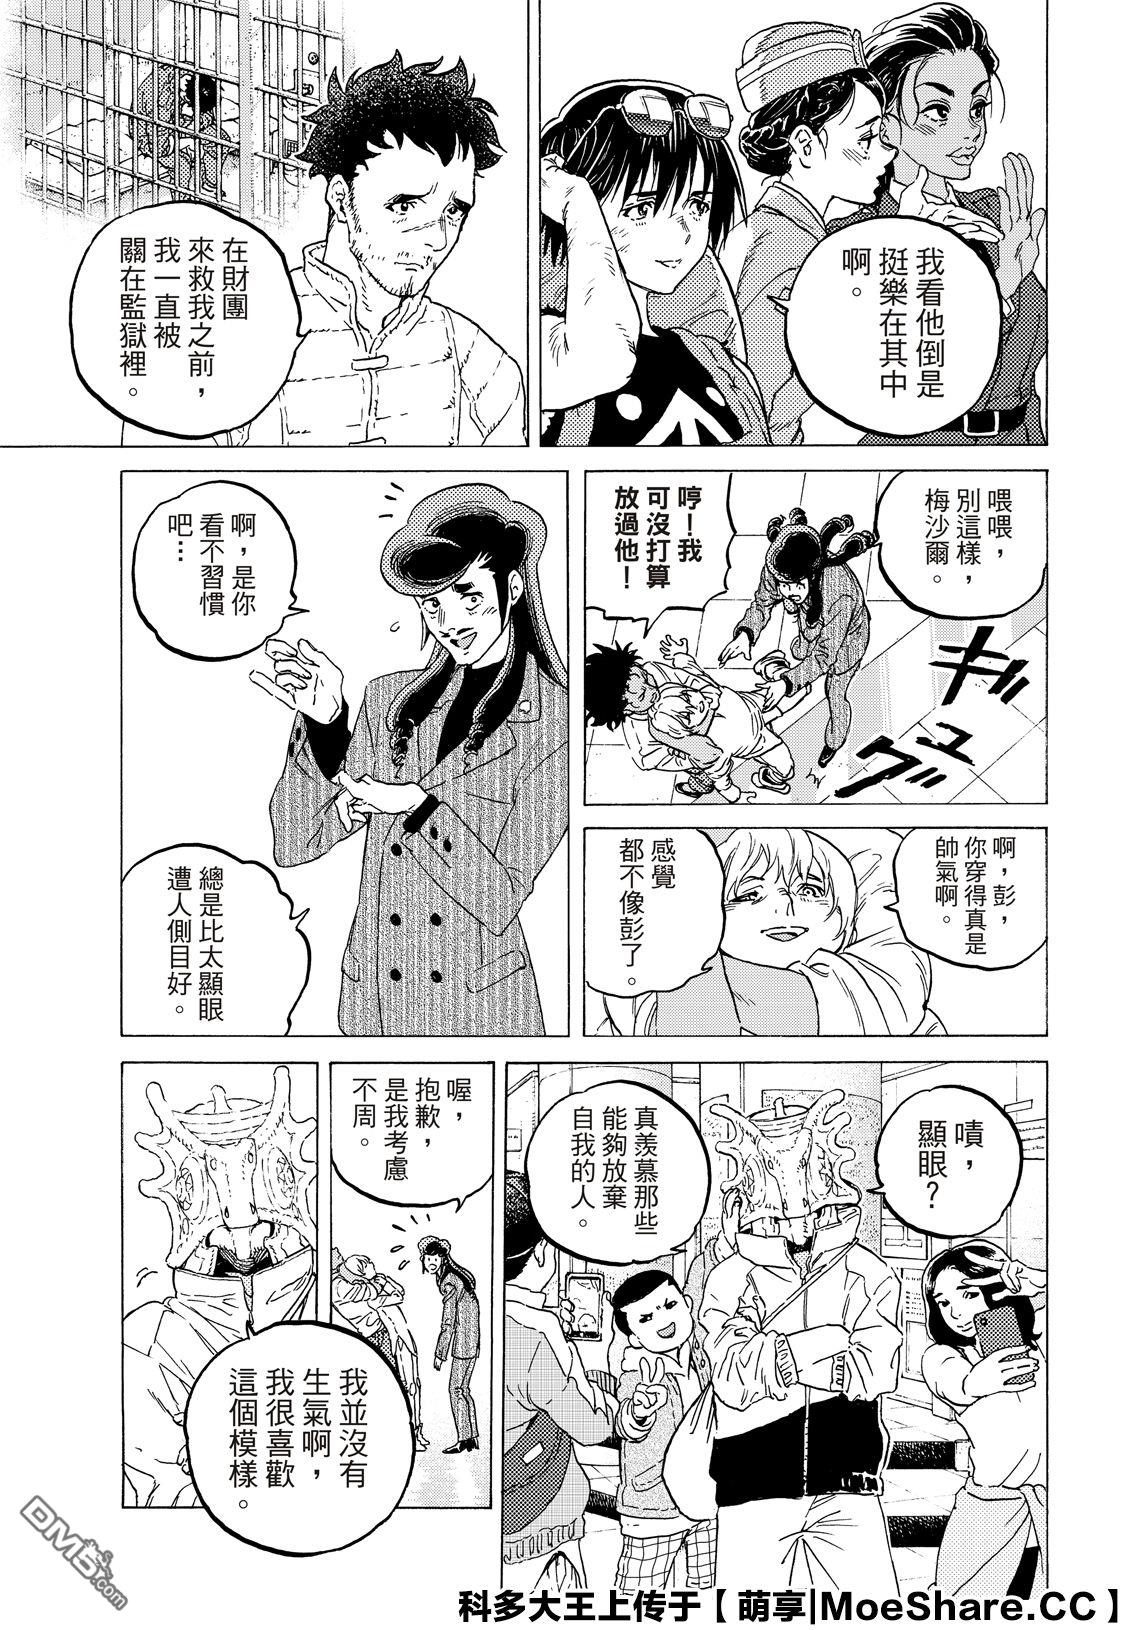 我看他倒是
挺樂在其中
啊。
在財團
來救我之前，
我一直被
關在監獄裡。
喂喂，
別這樣，
梅沙爾。
哼！我
可沒打算
放過他！
ギュ
グ
啊，彭，
你穿得真是
帥氣啊。
感覺
都不像彭了。
啊，是你
看不習慣
吧…
總是比太顯眼
遭人側目好。
嘖，
顯眼？
真羨慕那些
能夠放棄
自我的人。
喔，
抱歉，
是我考慮
不周。
我並沒有
生氣啊，
我很喜歡
這個模樣。
科多大王上传于【萌享|MoeShare.CC】